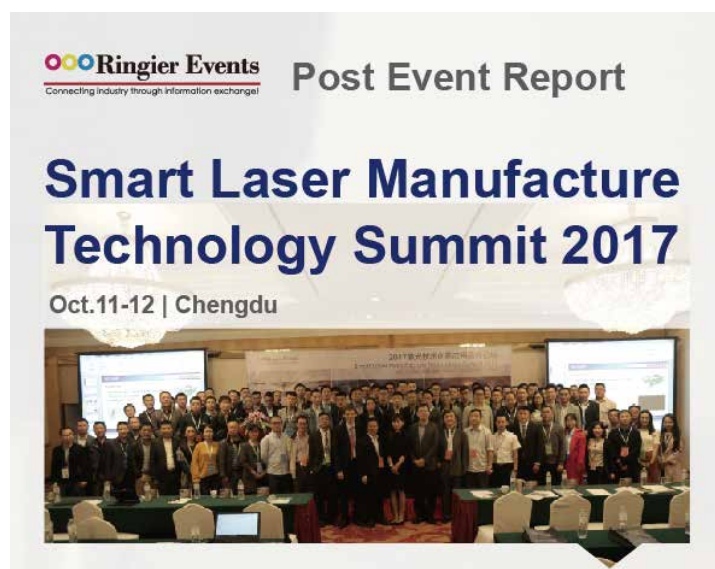 Ringier Events
Connecting industry through information exchange!
Post Event Report
Smart Laser Manufacture
Technology Summit 2017
Oct.11-12 | Chengdu